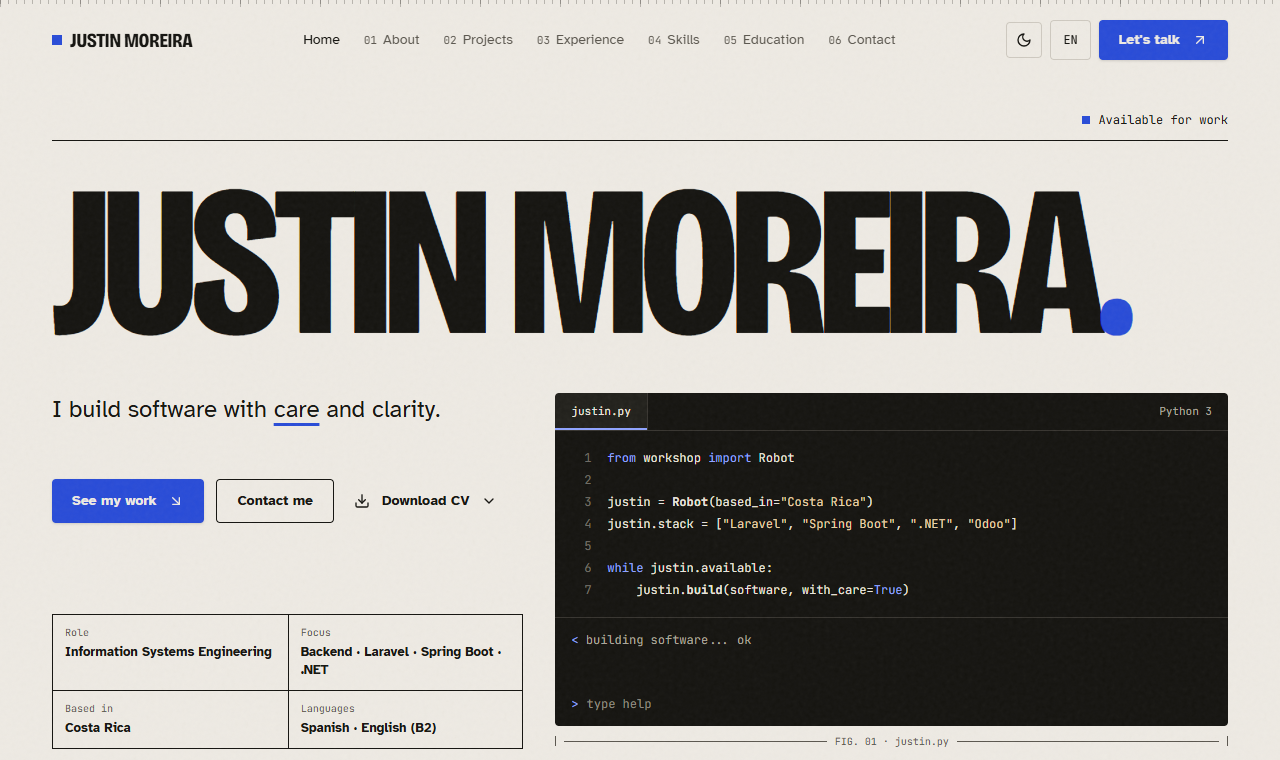 JUSTIN MOREIRA
Home 01 About 02 Projects 03 Experience 04 Skills 05 Education 06 Contact
EN
Let's talk
Available for work
JUSTIN MOREIRA.
I build software with care and clarity.
See my work
Contact me
Download CV
Role
Information Systems Engineering
Focus
Backend · Laravel · Spring Boot ·
.NET
Based in
Costa Rica
Languages
Spanish · English (B2)
justin.py
Python 3
1 from workshop import Robot
2
3 justin = Robot(based_in="Costa Rica")
4 justin.stack = ["Laravel", "Spring Boot", ".NET", "Odoo"]
5
6 while justin.available:
7 justin.build(software, with_care=True)
< building software... ok
> type help
FIG. 01 · justin.py